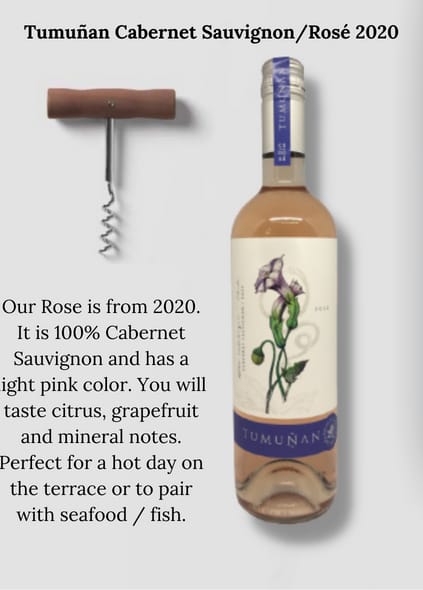 Tumuñan Cabernet Sauvignon/Rosé 2020
TUMUÑAN
Our Rose is from 2020.
It is 100% Cabernet
Sauvignon and has a
ight pink color. You will
taste citrus, grapefruit
and mineral notes.
Perfect for a hot day on
the terrace or to pair
with seafood / fish.
TUMUÑAN